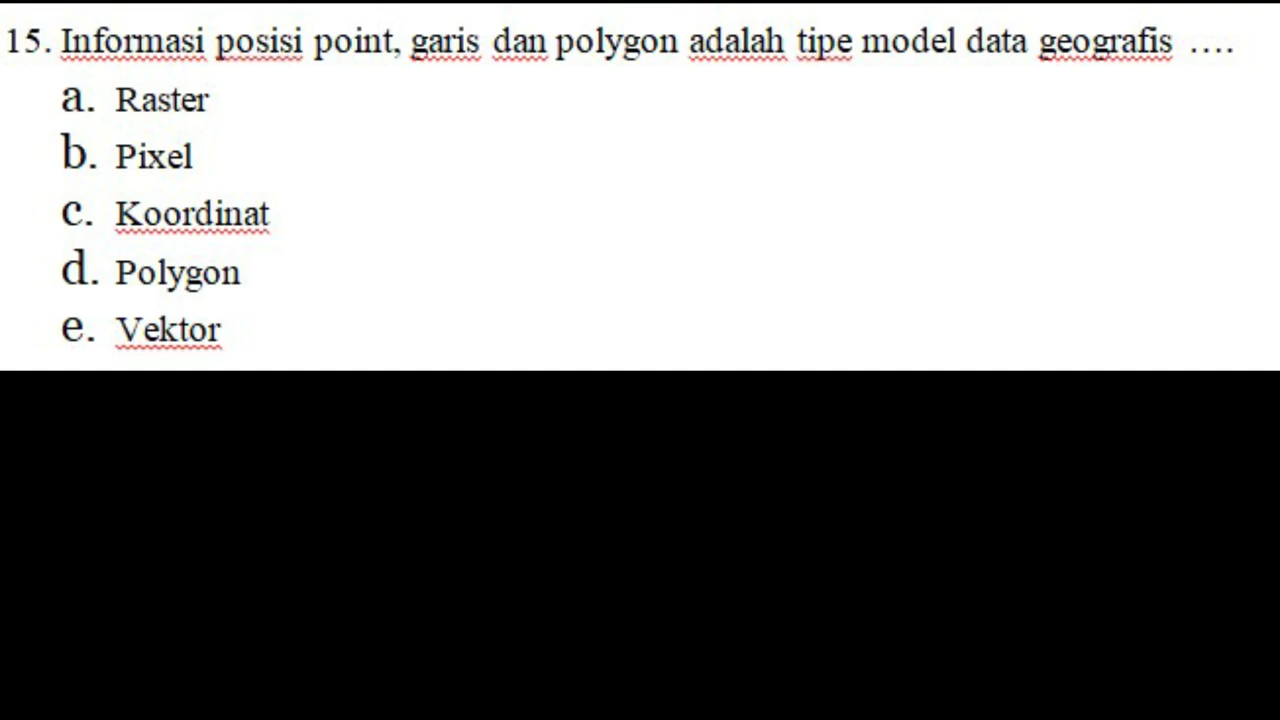 15. Informasi posisi point, garis dan polygon adalah tipe model data geografis ....
a. Raster
b. Pixel
c. Koordinat
d. Polygon
e. Vektor